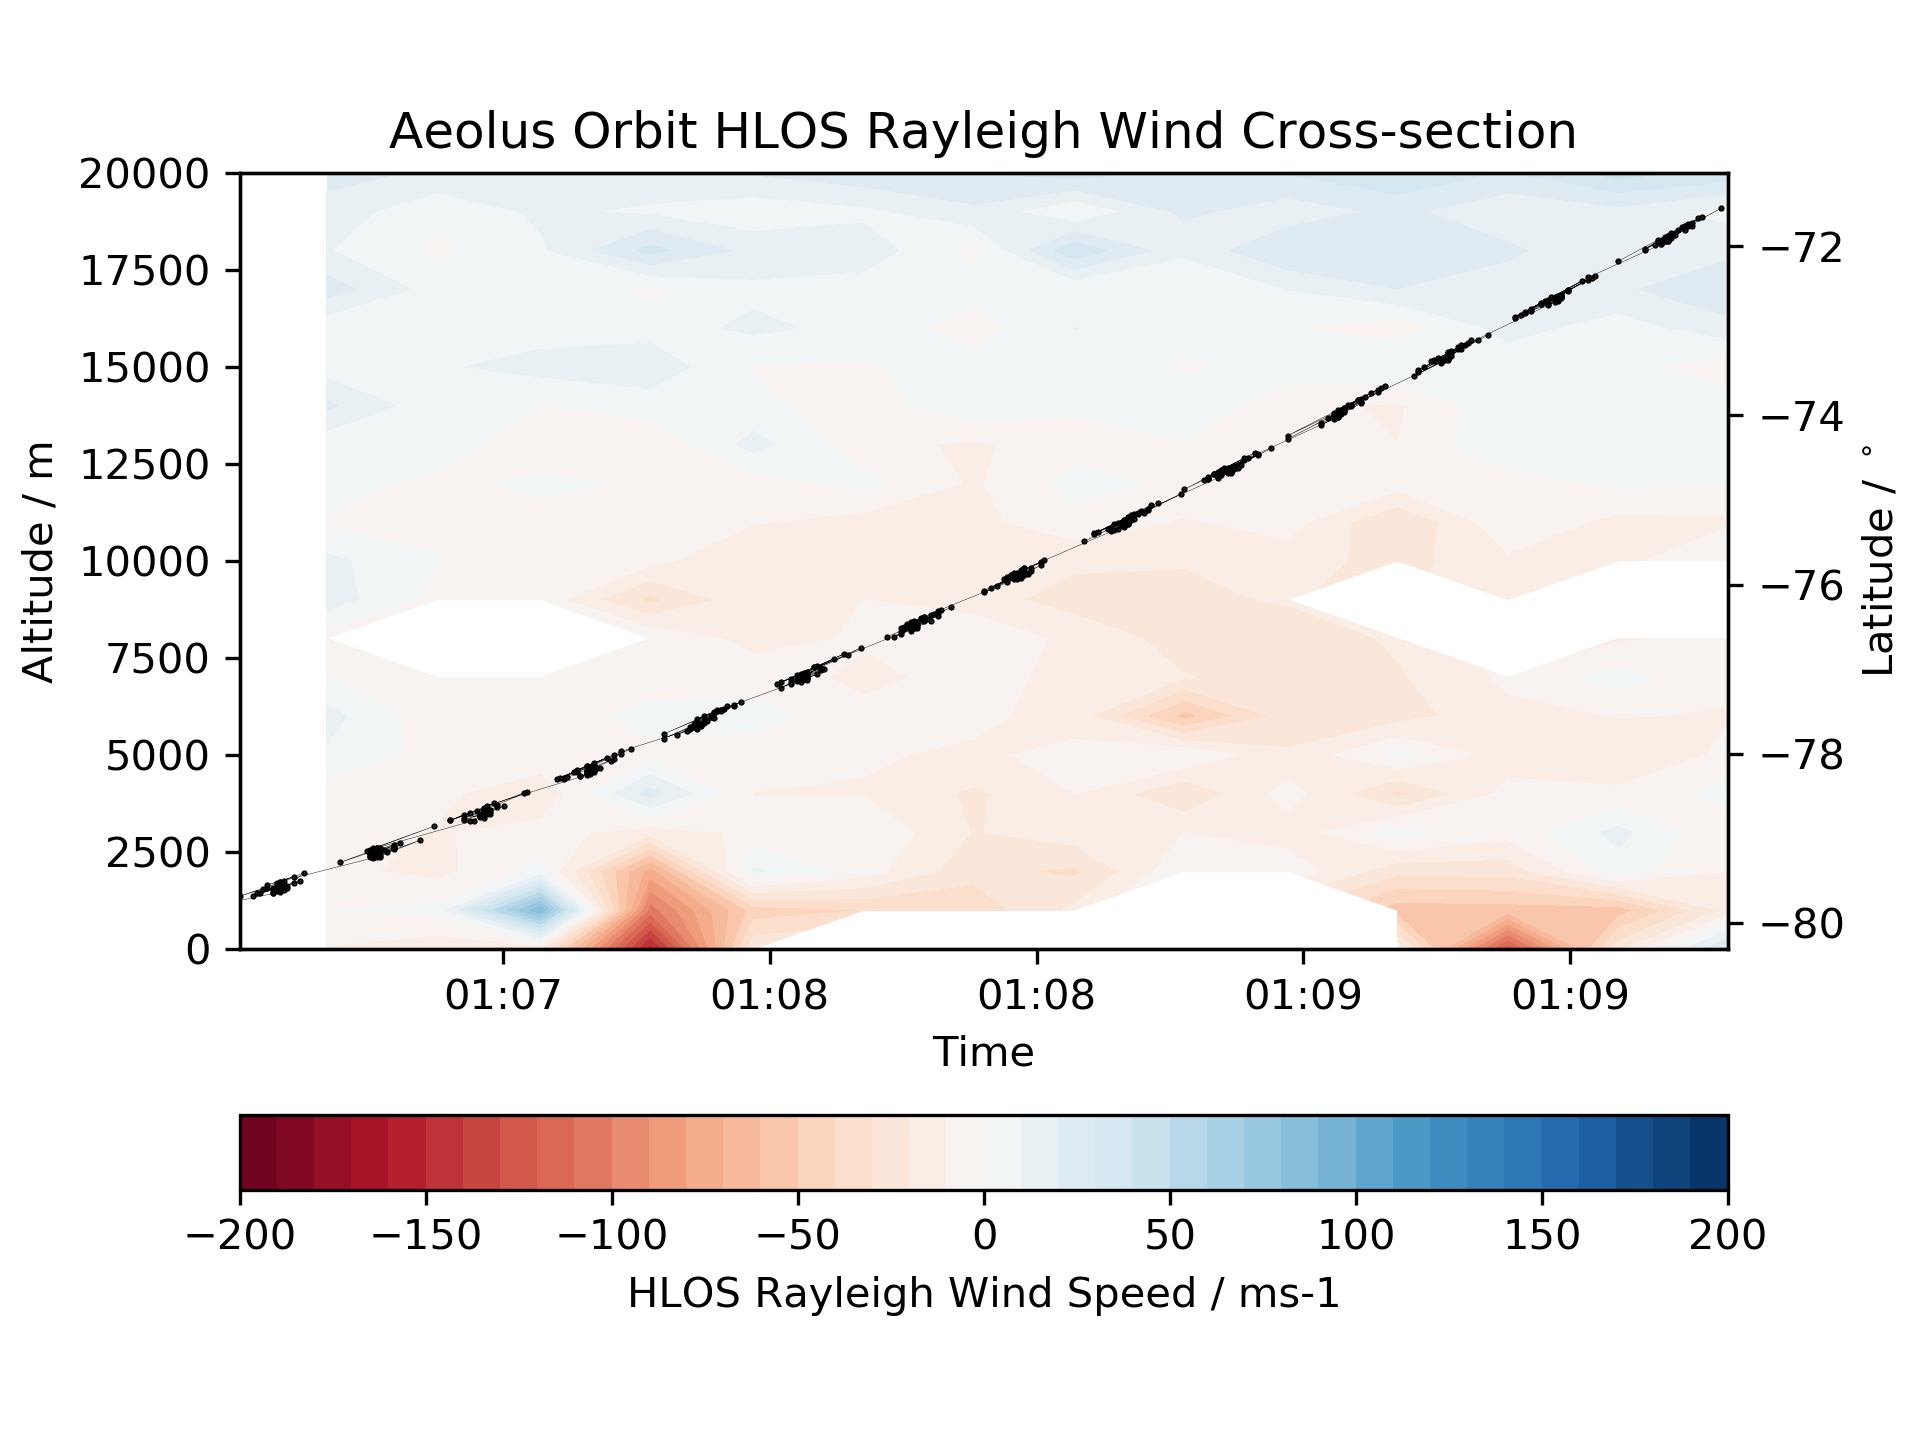 Aeolus Orbit HLOS Rayleigh Wind Cross-section
20000
17500
15000
12500
10000
7500
5000
2500
0
Altitude / m
−72
−74
−76
−78
−80
Latitude / °
01:07 01:08 01:08 01:09 01:09
Time
−200 −150 −100 −50 0 50 100 150 200
HLOS Rayleigh Wind Speed / ms-1